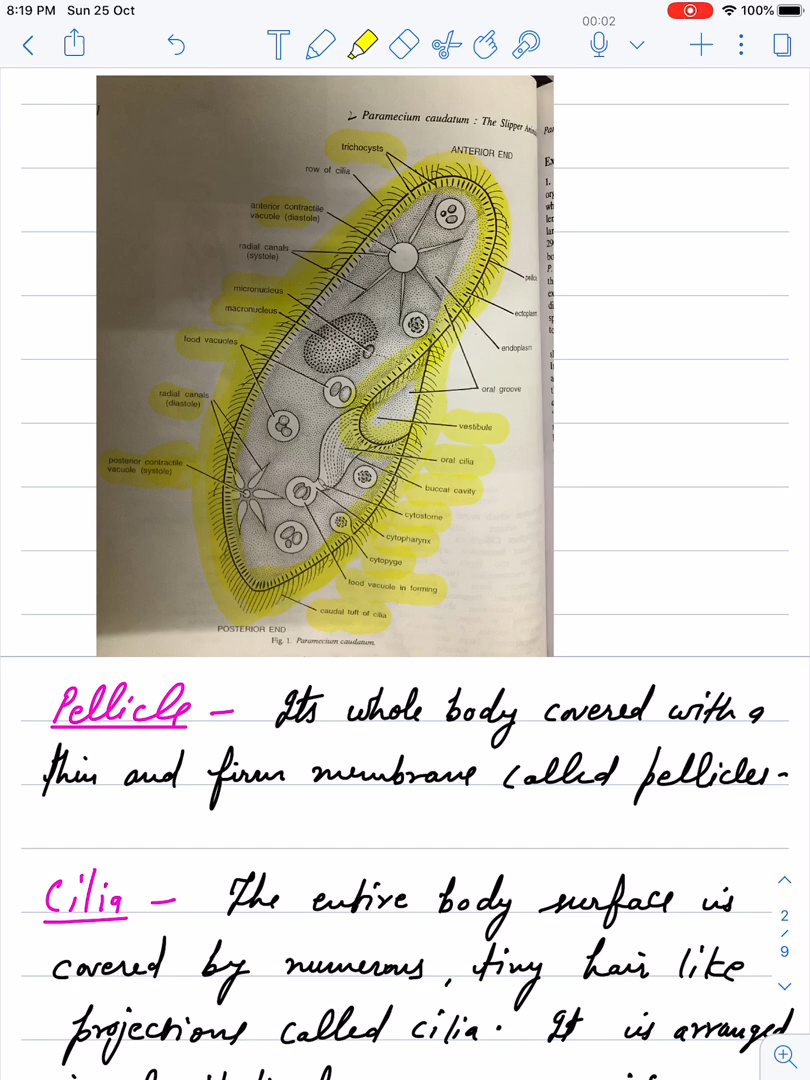 8:19 PM Sun 25 Oct
100%
00:02
T
2 Paramecium caudatum : The Slipper
trichocysts
ANTERIOR END
row of cilia
anterior contractile
vacuole (diastole)
radial canals
(systole)
micronucleus
macronucleus
food vacuoles
radial canals
(diastole)
posterior contractile
vacuole (systole)
ectoplasm
endoplasm
oral groove
vestibule
oral cilia
buccal cavity
cytostome
cytopharynx
cytopyge
food vacuole in forming
caudal tuft of cilia
POSTERIOR END
Fig. 1. Paramecium caudatum.
Pellicle - Its whole body covered with a
thin and firm membrane called pellicles-
Cilia - The entire body surface is
covered by numerous, tiny hair like
projections called cilia. It is arranged
2
/
9